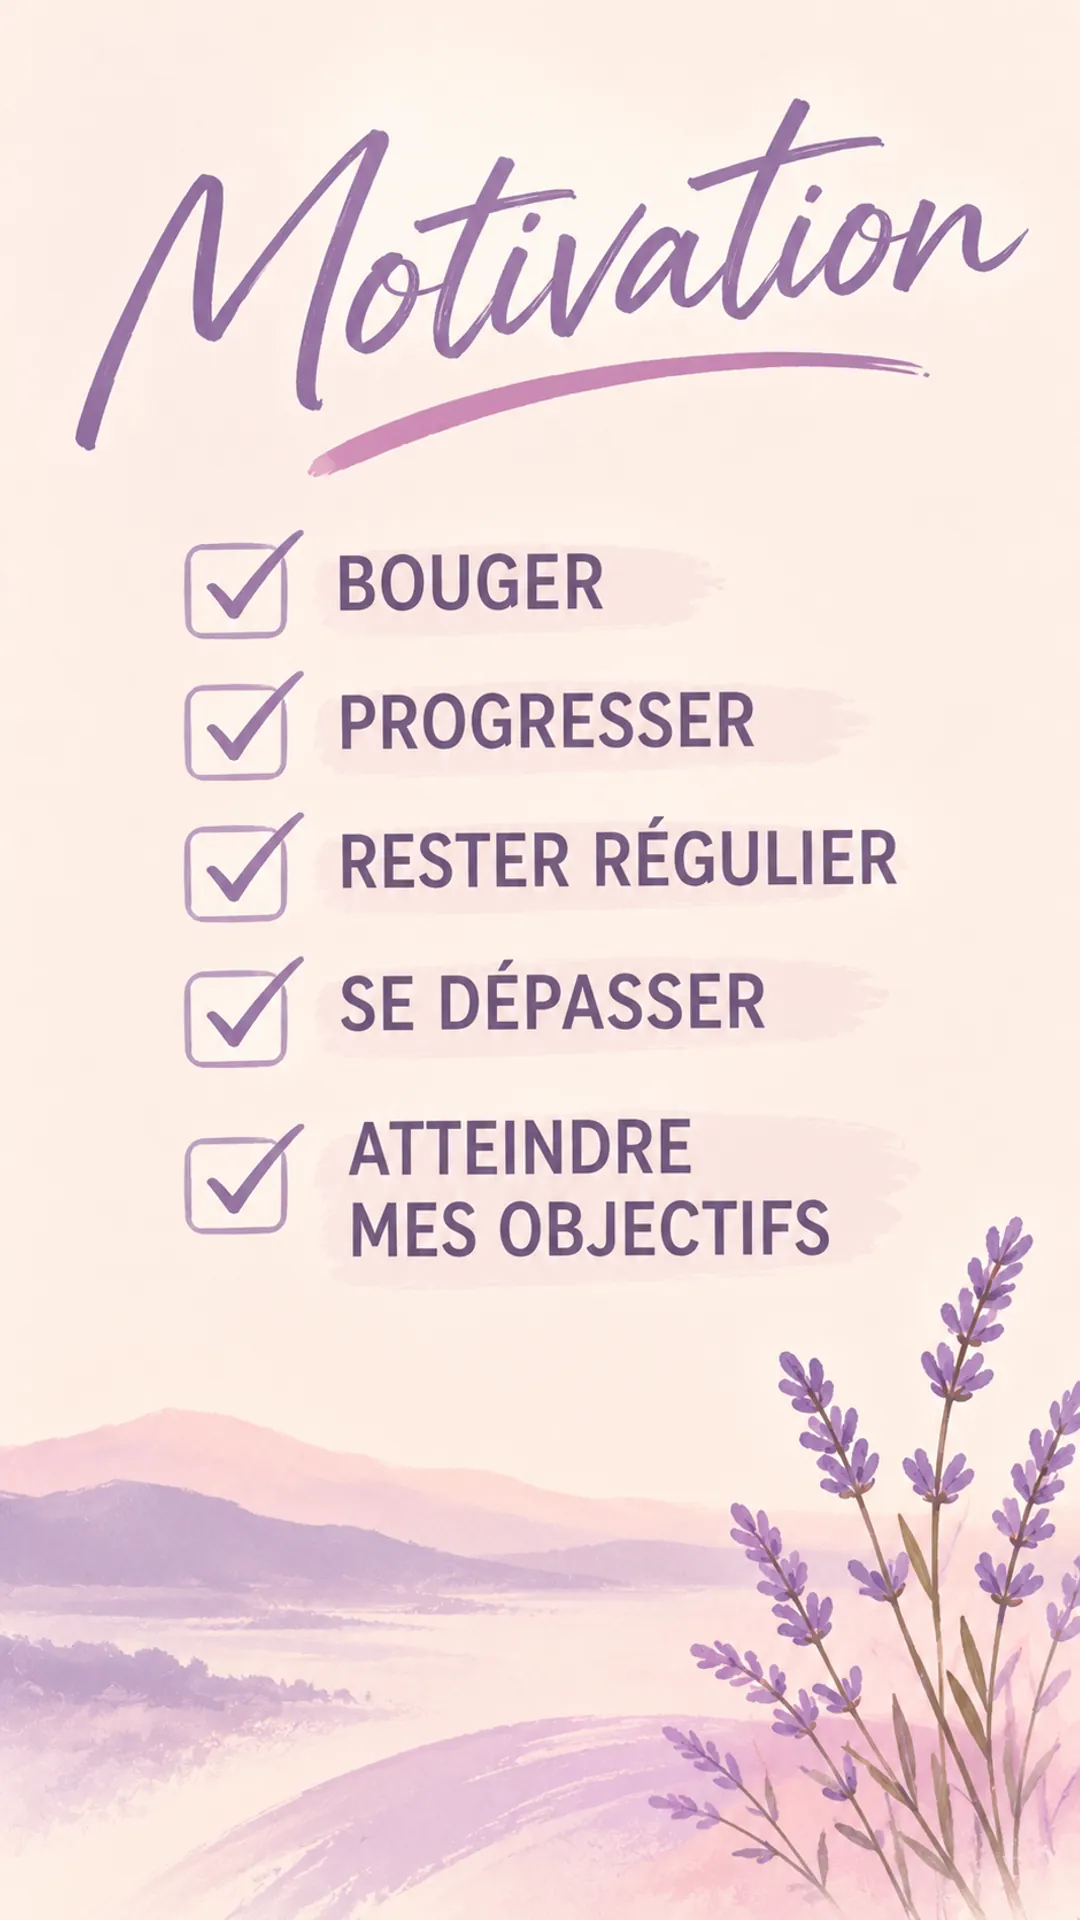 Motivation
BOUGER
PROGRESSER
RESTER RÉGULIER
SE DÉPASSER
ATTEINDRE
MES OBJECTIFS